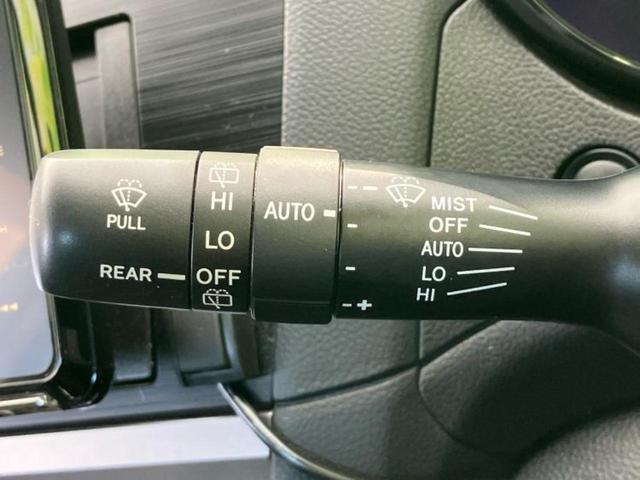 PULL
REAR
HI
LO
OFF
AUTO
--
-
-
-+
MIST
OFF
AUTO
LO
HI